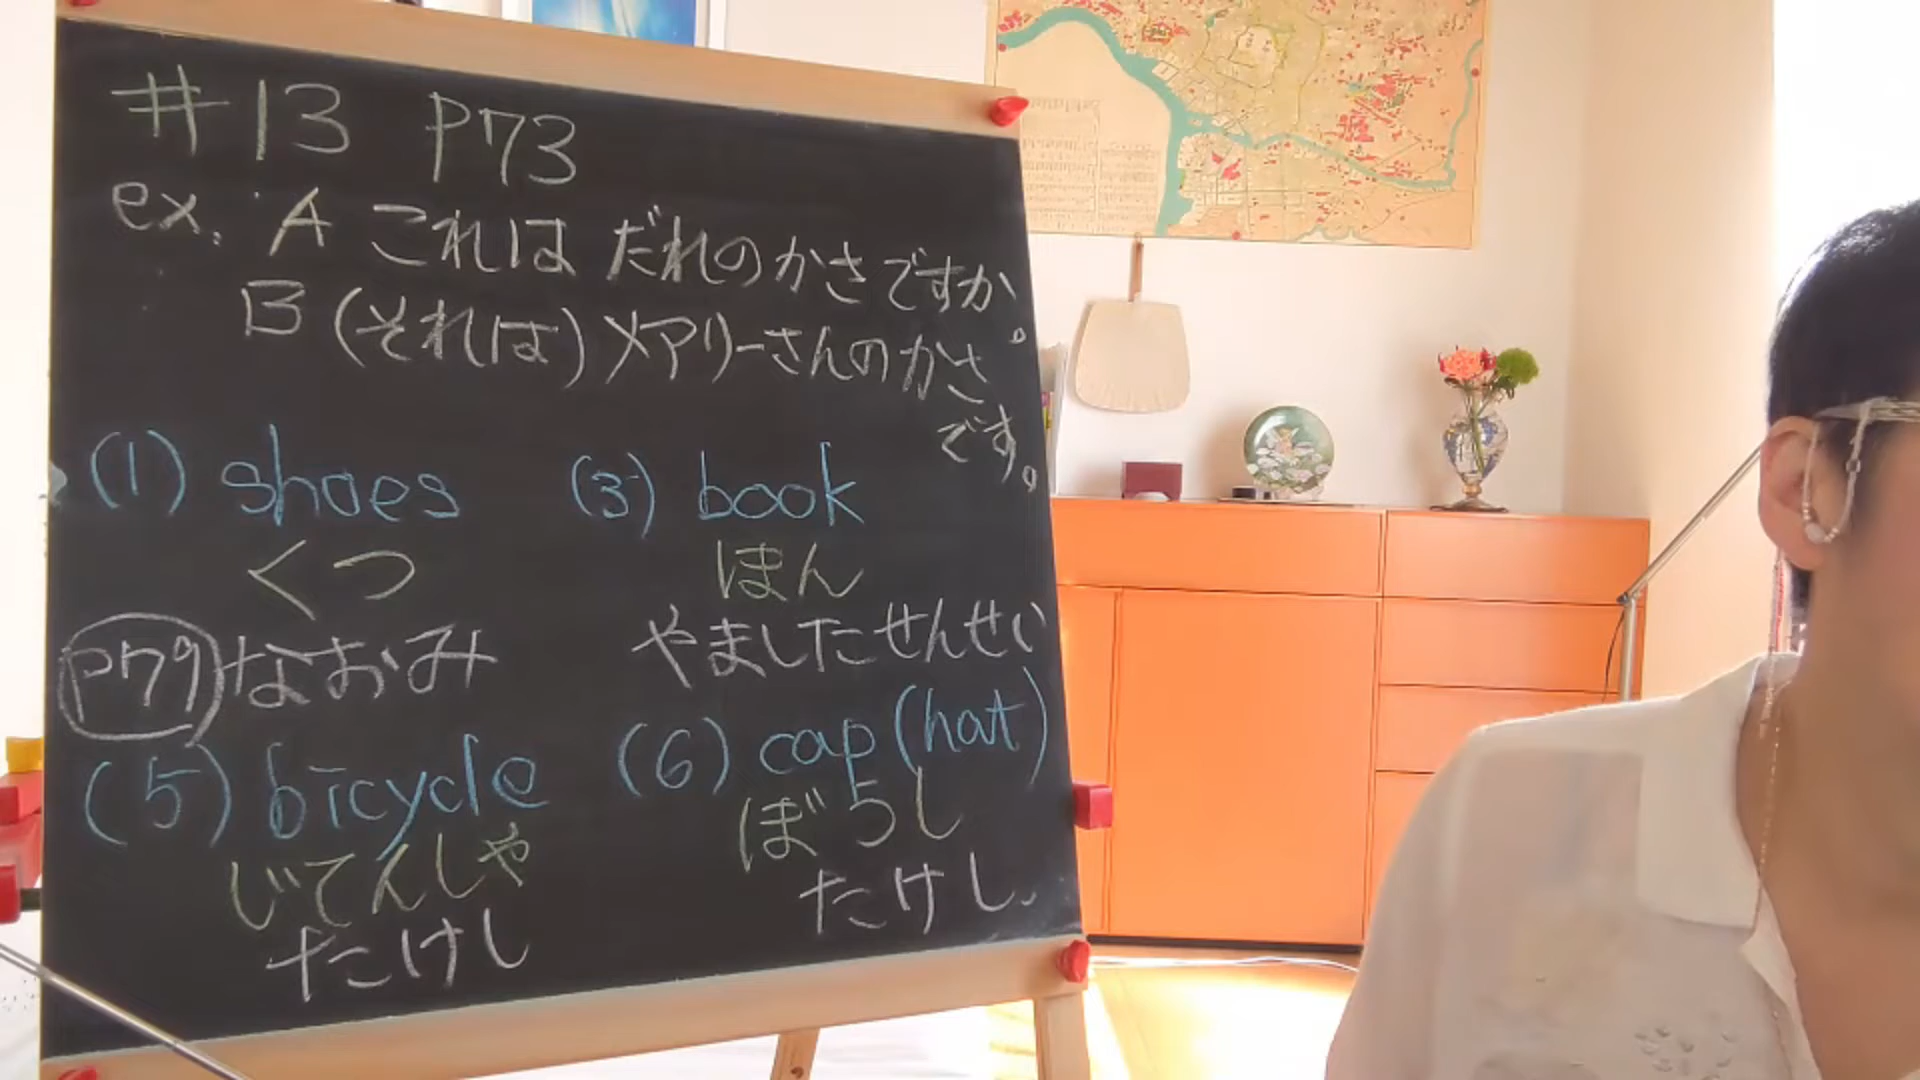 #13 P73
ex. A これは だれのかさですか。
B (それは) メアリーさんのかさ
です。
(1) shoes
くつ
P79 なおみ
(3) book
ほん
やましたせんせい
(5) bicycle
じてんしゃ
たけし
(6) cap (hat)
ぼうし
たけし